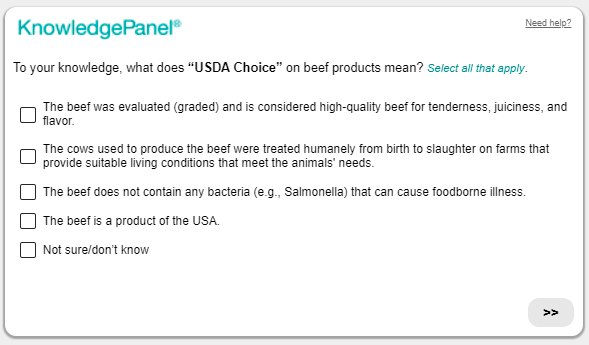 KnowledgePanel®
Need help?
To your knowledge, what does “USDA Choice” on beef products mean? Select all that apply.
The beef was evaluated (graded) and is considered high-quality beef for tenderness, juiciness, and
flavor.
The cows used to produce the beef were treated humanely from birth to slaughter on farms that
provide suitable living conditions that meet the animals' needs.
The beef does not contain any bacteria (e.g., Salmonella) that can cause foodborne illness.
The beef is a product of the USA.
Not sure/don’t know
>>